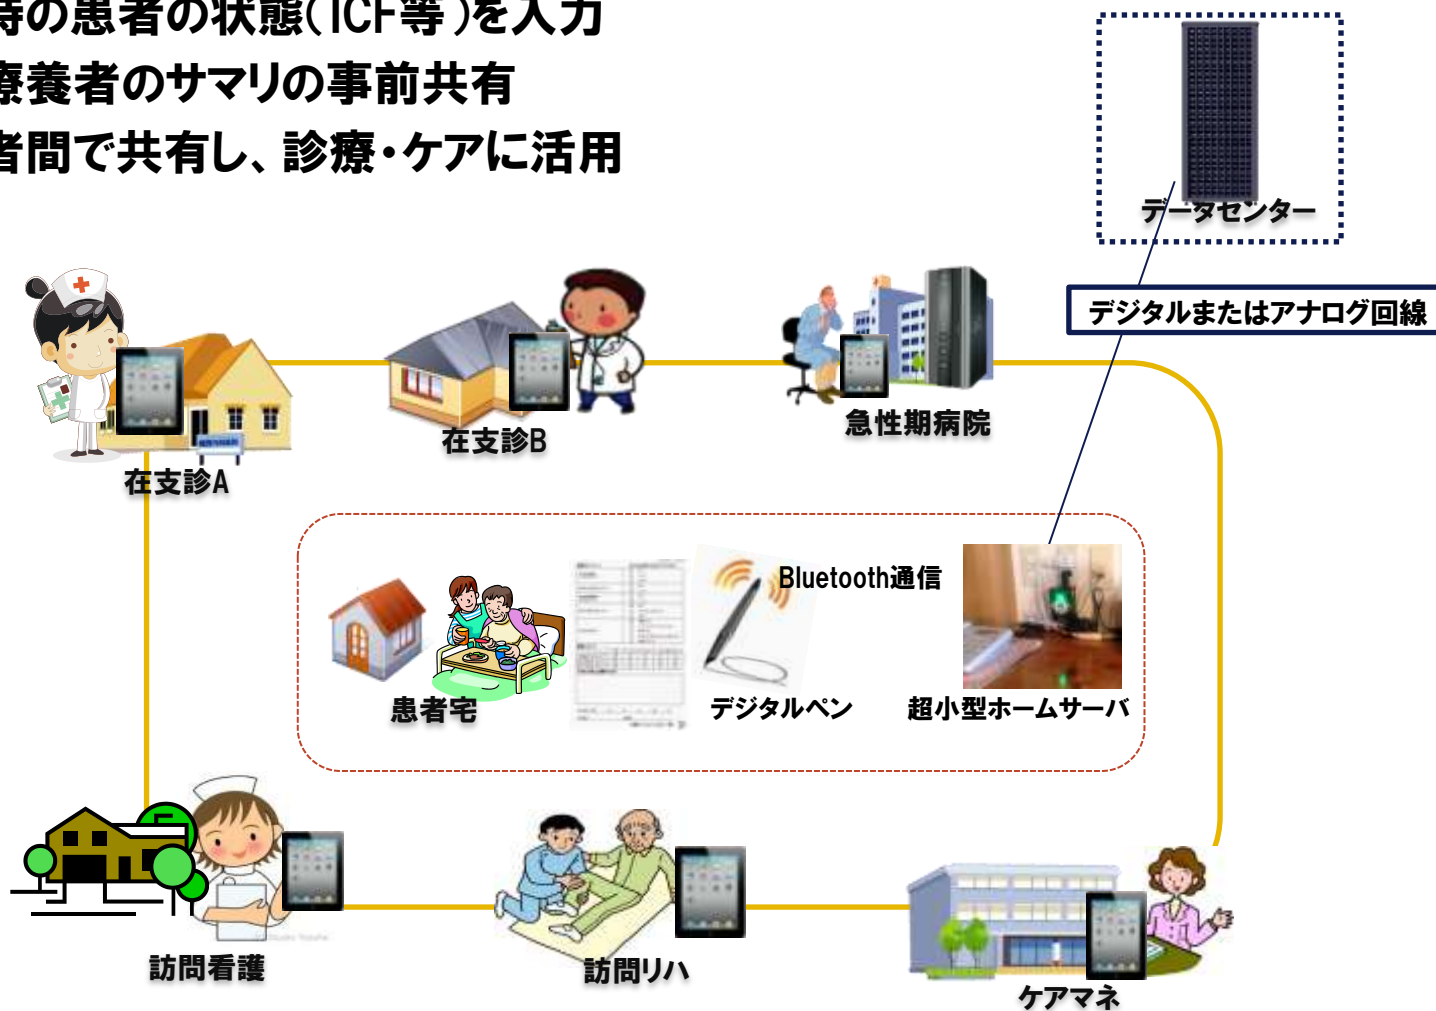 時の患者の状態(ICF等)を入力
療養者のサマリの事前共有
者間で共有し、診療・ケアに活用
データセンター
デジタルまたはアナログ回線
急性期病院
在支診B
在支診A
Bluetooth通信
患者宅
デジタルペン
超小型ホームサーバ
訪問看護
訪問リハ
ケアマネ